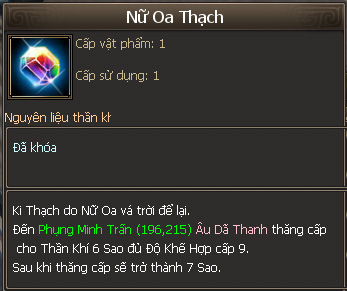 Nữ Oa Thạch
Cấp vật phẩm: 1
Cấp sử dụng: 1
Nguyên liệu thần kh
Đã khóa
Kì Thạch do Nữ Oa vá trời để lại.
Đến Phụng Minh Trấn (196,215) Âu Dã Thanh thăng cấp
cho Thần Khí 6 Sao đủ Độ Khế Hợp cấp 9.
Sau khi thăng cấp sẽ trở thành 7 Sao.